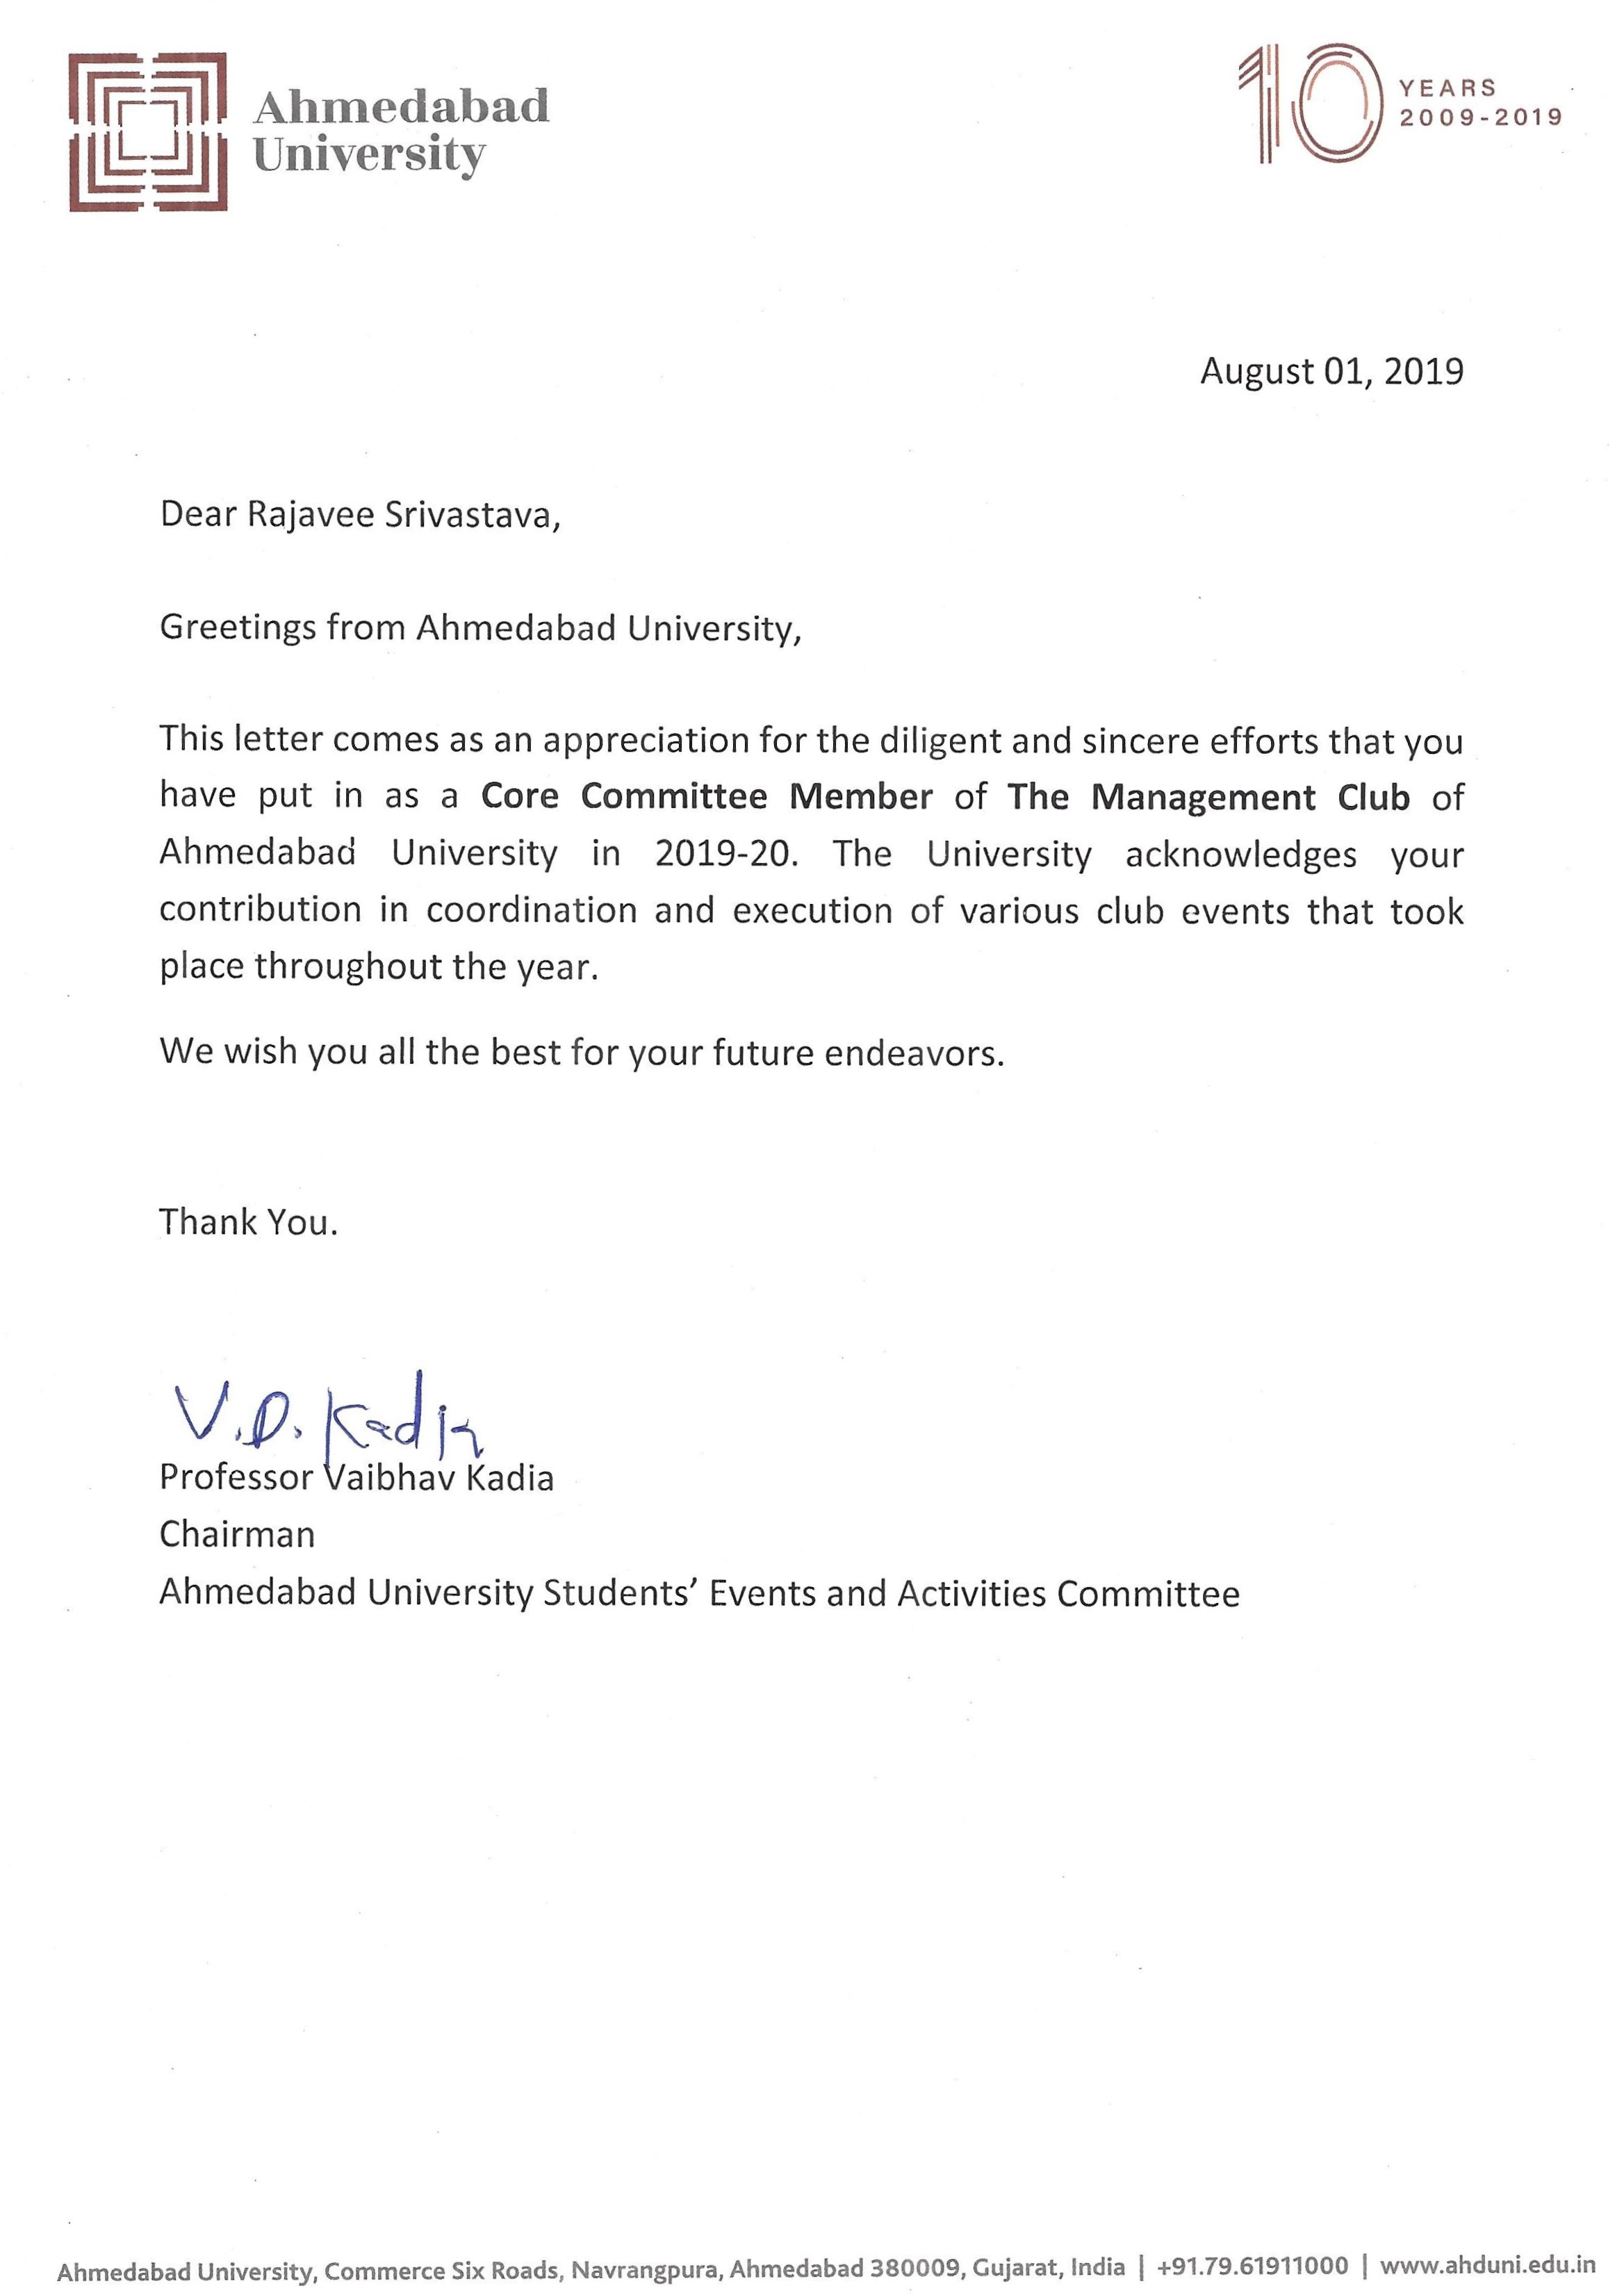 Ahmedabad
University
10
YEARS
2009-2019
August 01, 2019
Dear Rajavee Srivastava,
Greetings from Ahmedabad University,
This letter comes as an appreciation for the diligent and sincere efforts that you
have put in as a Core Committee Member of The Management Club of
Ahmedabad University in 2019-20. The University acknowledges your
contribution in coordination and execution of various club events that took
place throughout the year.
We wish you all the best for your future endeavors.
Thank You.
V.D. Kadia
Professor Vaibhav Kadia
Chairman
Ahmedabad University Students’ Events and Activities Committee
Ahmedabad University, Commerce Six Roads, Navrangpura, Ahmedabad 380009, Gujarat, India | +91.79.61911000 | www.ahduni.edu.in